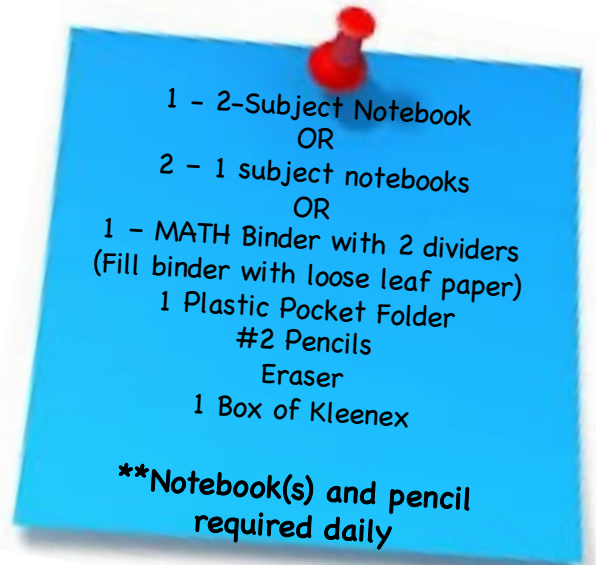 1 - 2-Subject Notebook
OR
2 - 1 subject notebooks
OR
1 - MATH Binder with 2 dividers
(Fill binder with loose leaf paper)
1 Plastic Pocket Folder
#2 Pencils
Eraser
1 Box of Kleenex
**Notebook(s) and pencil
required daily